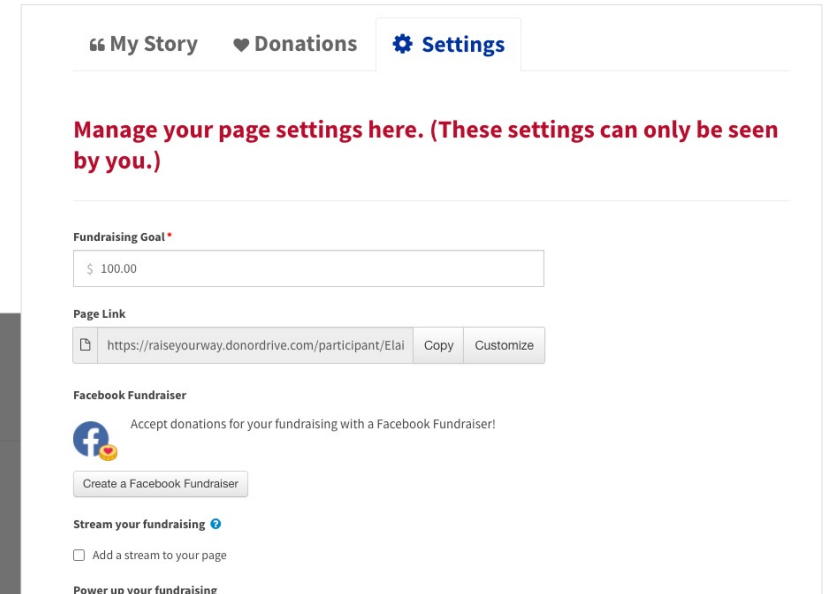 My Story Donations Settings
Manage your page settings here. (These settings can only be seen
by you.)
Fundraising Goal*
$ 100.00
Page Link
https://raiseyourway.donordrive.com/participant/Elai Copy Customize
Facebook Fundraiser
Accept donations for your fundraising with a Facebook Fundraiser!
Create a Facebook Fundraiser
Stream your fundraising ?
Add a stream to your page
Power up your fundraising